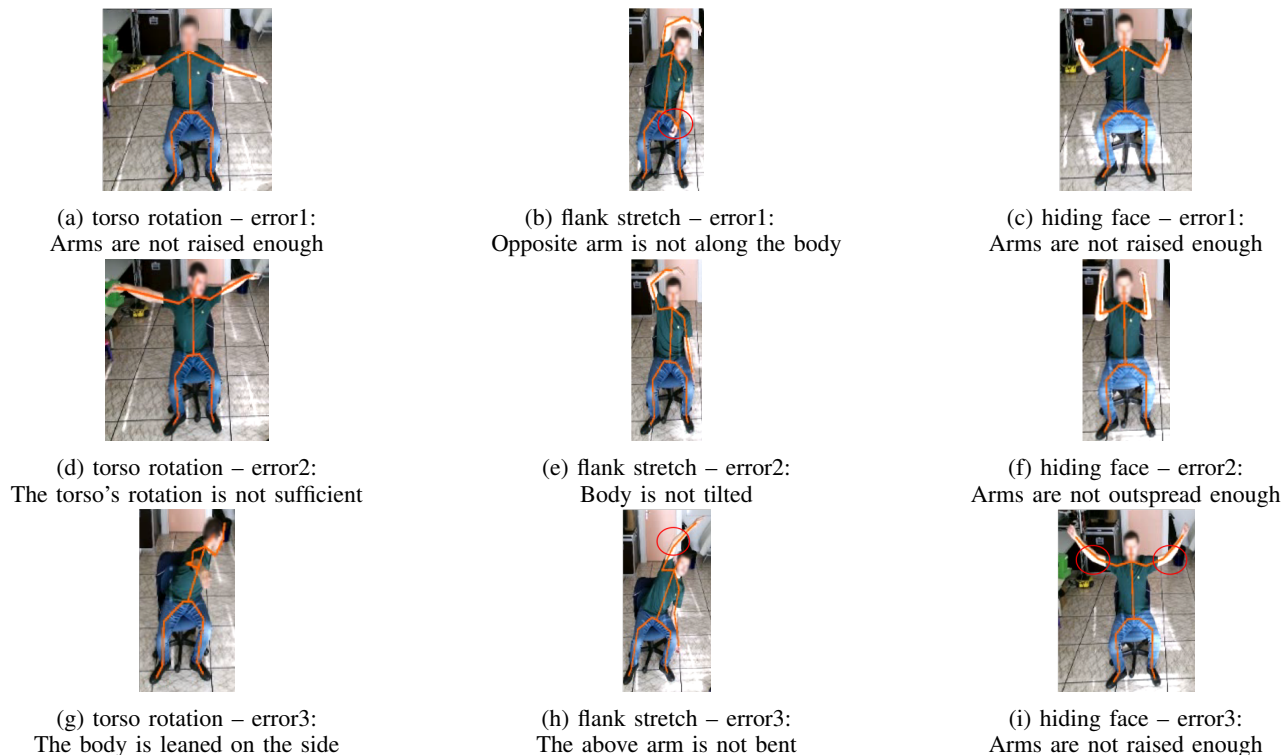 (a) torso rotation – error1:
Arms are not raised enough
(b) flank stretch – error1:
Opposite arm is not along the body
(c) hiding face – error1:
Arms are not raised enough
(d) torso rotation – error2:
The torso's rotation is not sufficient
(e) flank stretch – error2:
Body is not tilted
(f) hiding face – error2:
Arms are not outspread enough
(g) torso rotation – error3:
The body is leaned on the side
(h) flank stretch – error3:
The above arm is not bent
(i) hiding face – error3:
Arms are not raised enough